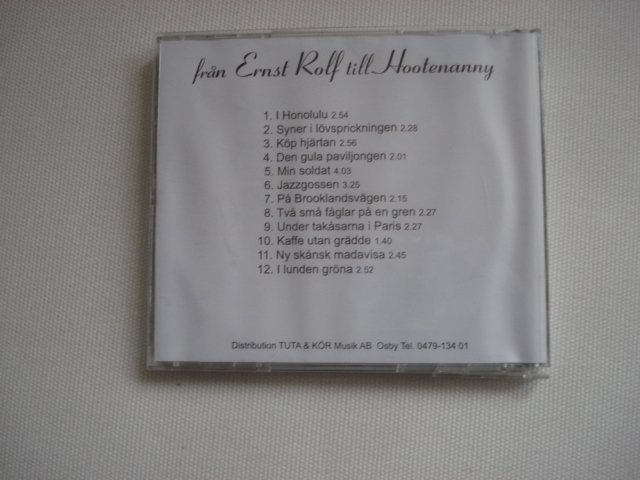 från Ernst Rolf till Hootenanny
1. I Honolulu 2.54
2. Syner i lövsprickningen 2.28
3. Köp hjärtan 2.56
4. Den gula paviljongen 2.01
5. Min soldat 4.03
6. Jazzgossen 3.25
7. På Brooklandsvägen 2.15
8. Två små fåglar på en gren 2.27
9. Under takåsarna i Paris 2.27
10. Kaffe utan grädde 1.40
11. Ny skånsk madavisa 2.45
12. I lunden gröna 2.52
Distribution TUTA & KÖR Musik AB Osby Tel. 0479-134 01